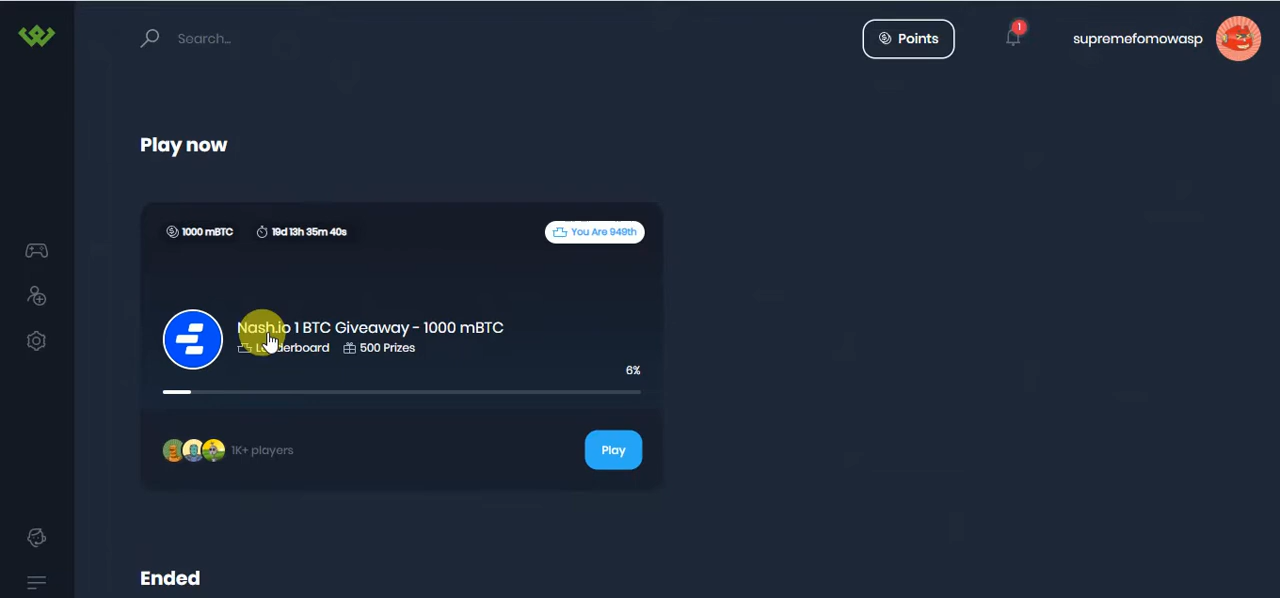 Search...
Points
1
supremefomowasp
Play now
1000 mBTC
19d 13h 35m 40s
You Are 949th
Nash.io 1 BTC Giveaway - 1000 mBTC
Leaderboard
500 Prizes
6%
1K+ players
Play
Ended